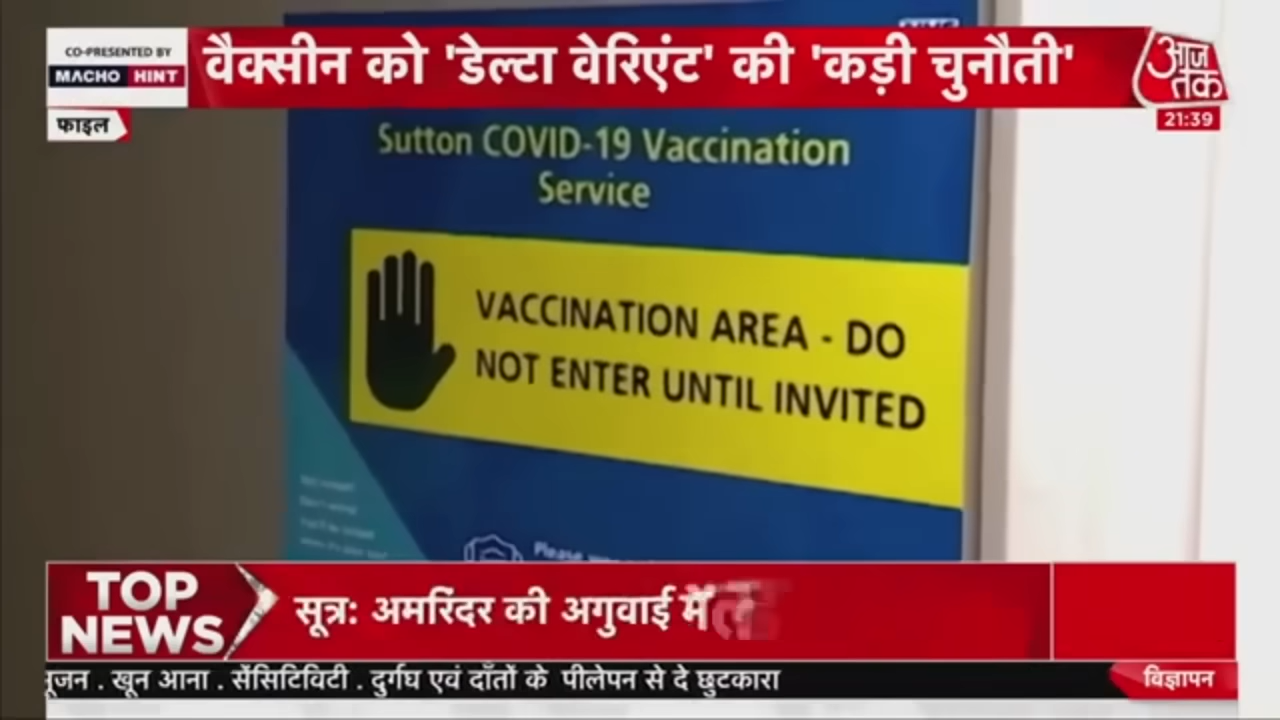 CO-PRESENTED BY
MACHO HINT
वैक्सीन को 'डेल्टा वेरिएंट' की 'कड़ी चुनौती'
आज तक
21:39
फाइल
Sutton COVID-19 Vaccination
Service
VACCINATION AREA - DO
NOT ENTER UNTIL INVITED
Please
TOP
NEWS
सूत्र: अमरिंदर की अगुवाई में
. खून आना . सेंसिटिविटी . दुर्गंध एवं दाँतों के पीलेपन से दे छुटकारा
विज्ञापन